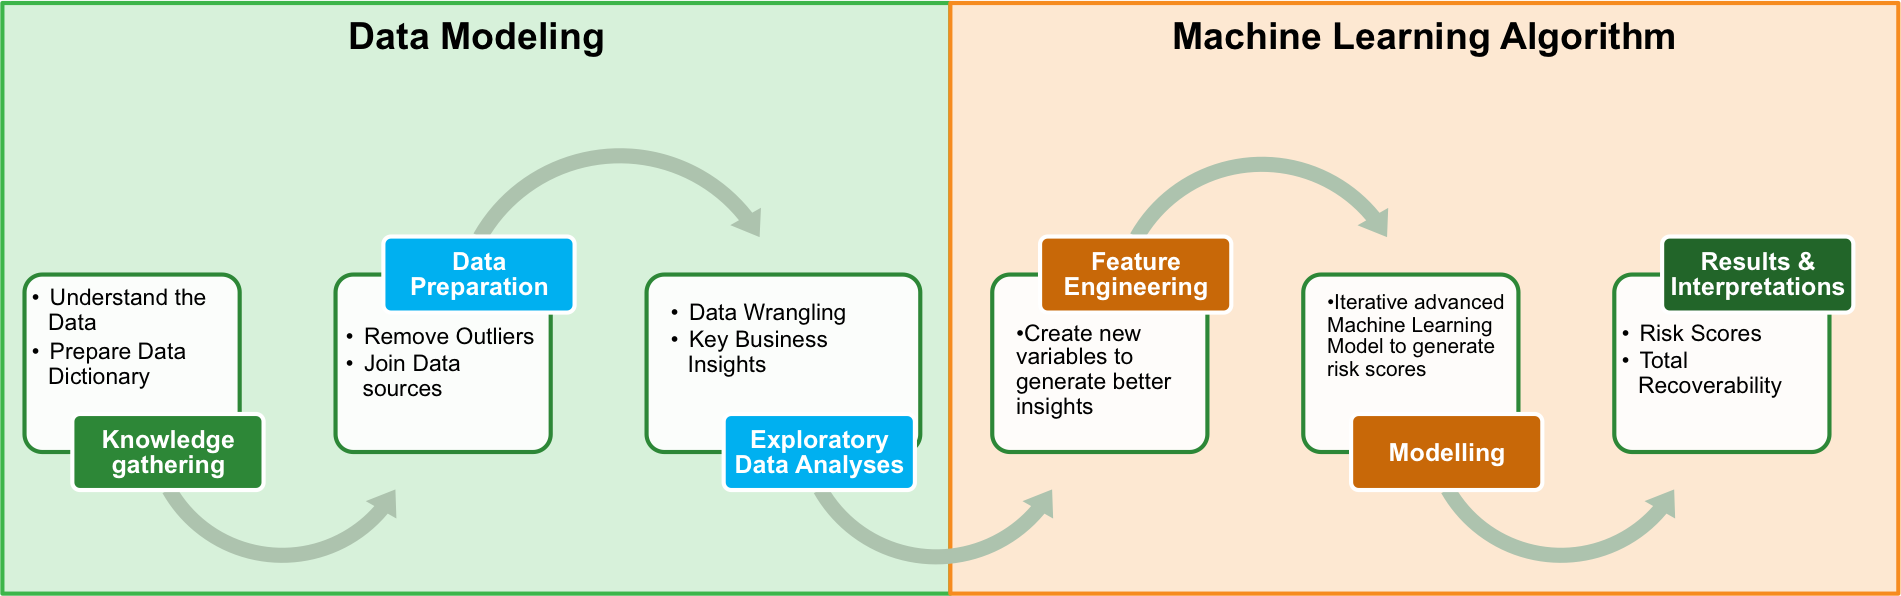 Data Modeling
• Understand the
Data
• Prepare Data
Dictionary
Knowledge
gathering
Data
Preparation
• Remove Outliers
• Join Data
sources
• Data Wrangling
• Key Business
Insights
Exploratory
Data Analyses
Machine Learning Algorithm
Feature
Engineering
•Create new
variables to
generate better
insights
•Iterative advanced
Machine Learning
Model to generate
risk scores
Modelling
Results &
Interpretations
• Risk Scores
• Total
Recoverability